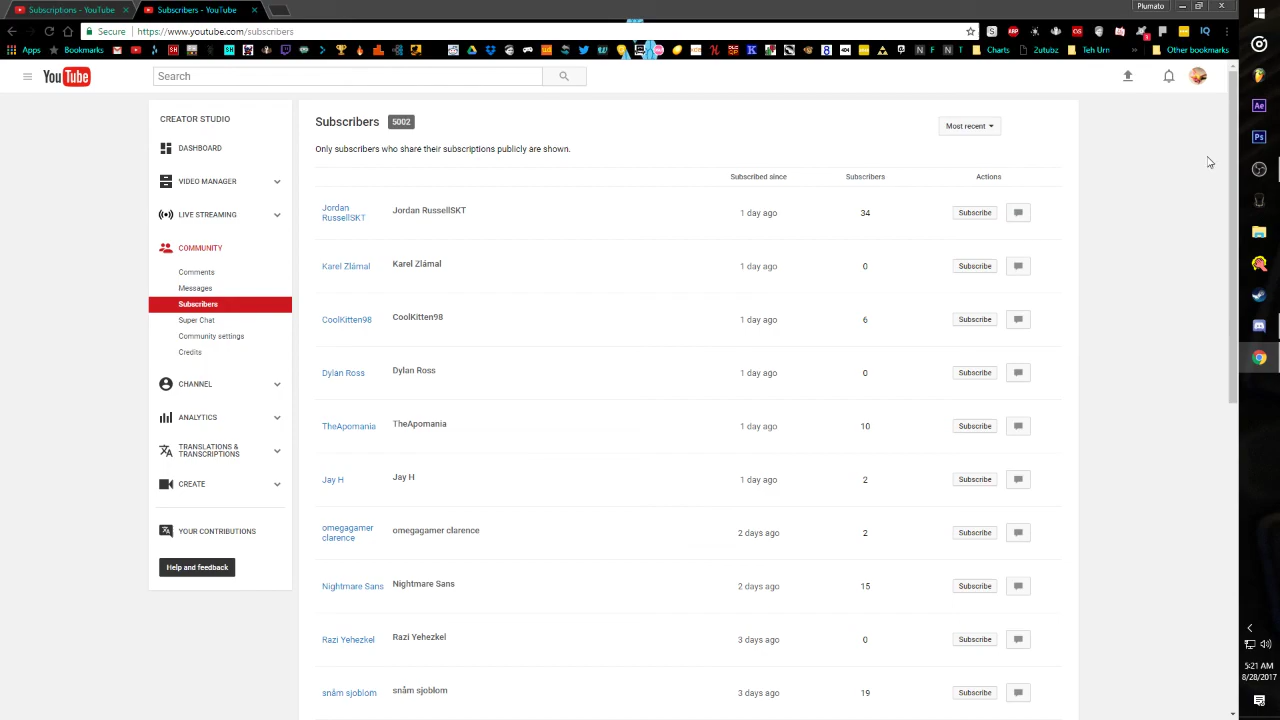 Subscriptions - YouTube
Subscribers - YouTube
Plumato
Secure
https://www.youtube.com/subscribers
Apps
Bookmarks
Charts
Zutubz
Teh Urn
Other bookmarks
YouTube
Search
CREATOR STUDIO
DASHBOARD
VIDEO MANAGER
LIVE STREAMING
COMMUNITY
Comments
Messages
Subscribers
Super Chat
Community settings
Credits
CHANNEL
ANALYTICS
TRANSLATIONS &
TRANSCRIPTIONS
CREATE
YOUR CONTRIBUTIONS
Help and feedback
Subscribers 5002
Most recent
Only subscribers who share their subscriptions publicly are shown.
Subscribed since Subscribers Actions
Jordan
RussellSKT
Jordan RussellSKT 1 day ago 34 Subscribe
Karel Zlámal Karel Zlámal 1 day ago 0 Subscribe
CoolKitten98 CoolKitten98 1 day ago 6 Subscribe
Dylan Ross Dylan Ross 1 day ago 0 Subscribe
TheApomania TheApomania 1 day ago 10 Subscribe
Jay H Jay H 1 day ago 2 Subscribe
omegagamer
clarence
omegagamer clarence 2 days ago 2 Subscribe
Nightmare Sans Nightmare Sans 2 days ago 15 Subscribe
Razi Yehezkel Razi Yehezkel 3 days ago 0 Subscribe
snåm sjoblom snåm sjoblom 3 days ago 19 Subscribe
Ae
Ps
5:21 AM
8/28/2017